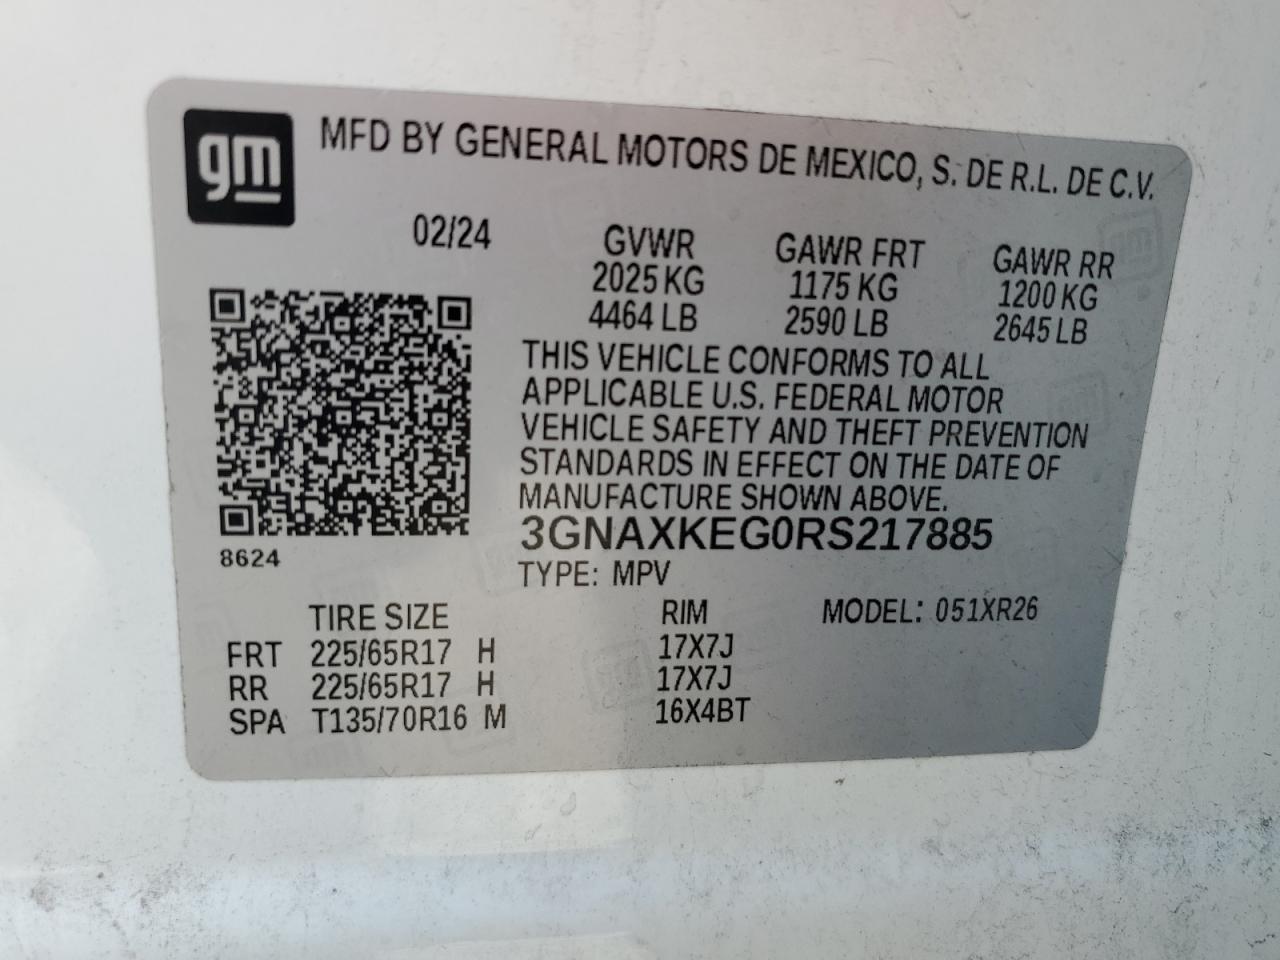 gm
MFD BY GENERAL MOTORS DE MEXICO, S. DE R.L. DE C.V.
02/24 GVWR GAWR FRT GAWR RR
2025 KG 1175 KG 1200 KG
4464 LB 2590 LB 2645 LB
THIS VEHICLE CONFORMS TO ALL
APPLICABLE U.S. FEDERAL MOTOR
VEHICLE SAFETY AND THEFT PREVENTION
STANDARDS IN EFFECT ON THE DATE OF
MANUFACTURE SHOWN ABOVE.
3GNAXKEG0RS217885
8624
TYPE: MPV
TIRE SIZE RIM MODEL: 051XR26
FRT 225/65R17 H 17X7J
RR 225/65R17 H 17X7J
SPA T135/70R16 M 16X4BT